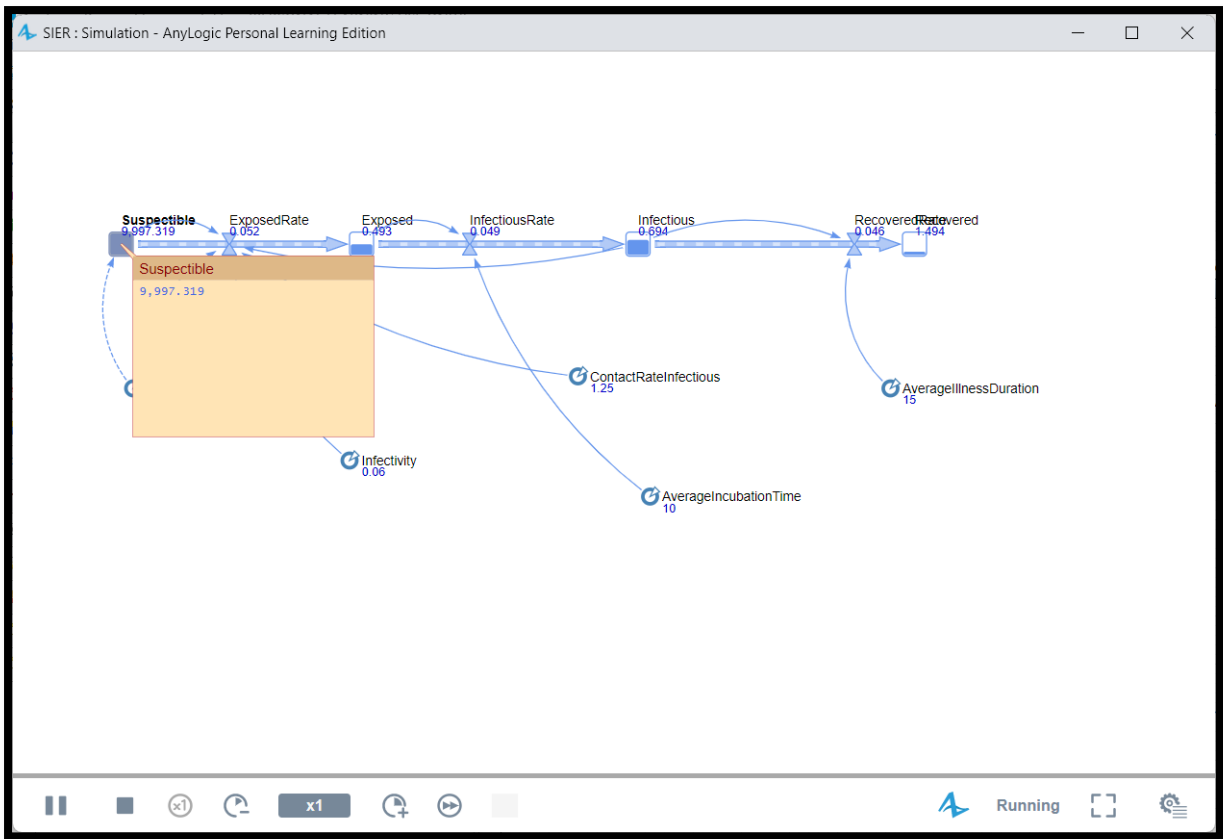 SIER : Simulation - AnyLogic Personal Learning Edition
Suspectible
9,997.319
ExposedRate
0.052
Exposed
0.493
InfectiousRate
0.049
Infectious
0.694
RecoveredRate
0.046
Recovered
1.494
Suspectible
9,997.319
ContactRateInfectious
1.25
AverageIllnessDuration
15
Infectivity
0.06
AverageIncubationTime
10
x1
x1
Running